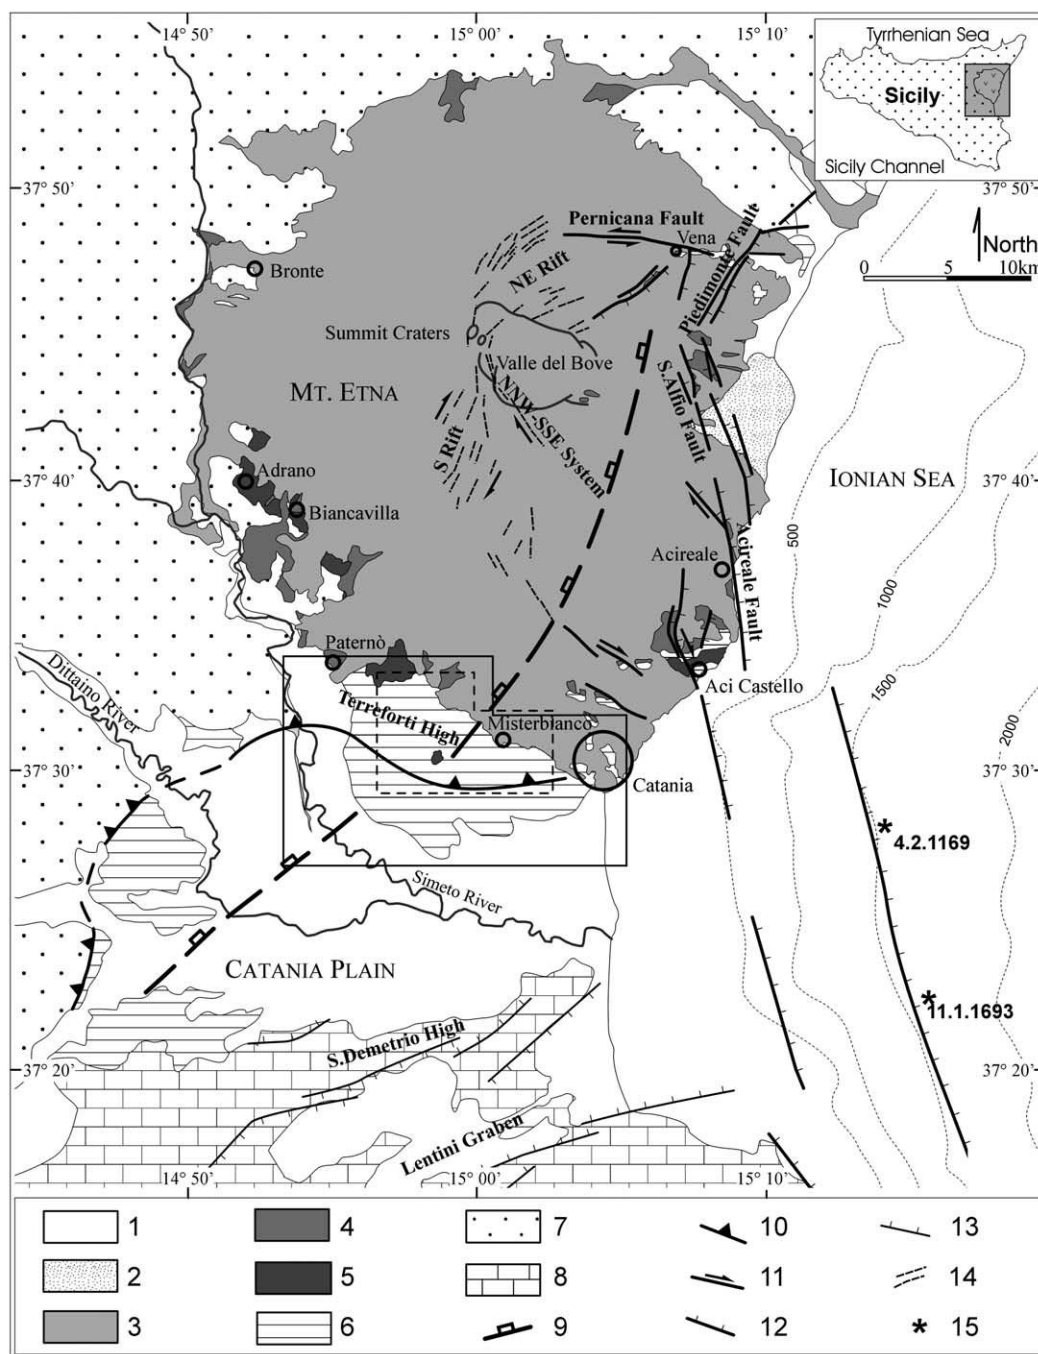 14° 50’
15° 00’
15° 10’
Tyrrhenian Sea
Sicily
Sicily Channel
37° 50’
37° 50’
North
0 5 10km
Pernicana Fault
Vena
Piedimonte Fault
NE Rift
Bronte
Summit Craters
Valle del Bove
MT. ETNA
NNW-SSE System
S Rift
S.Alfio Fault
IONIAN SEA
Adrano
37° 40’
37° 40’
Biancavilla
500
Acireale
Acireale Fault
1000
Paternò
Aci Castello
1500
Dittaino River
Terreforti High
Misterbianco
2000
37° 30’
37° 30’
Catania
4.2.1169
Simeto River
CATANIA PLAIN
11.1.1693
S.Demetrio High
37° 20’
37° 20’
Lentini Graben
14° 50’
15° 00’
15° 10’
1 4 7 10 13
2 5 8 11 14
3 6 9 12 15